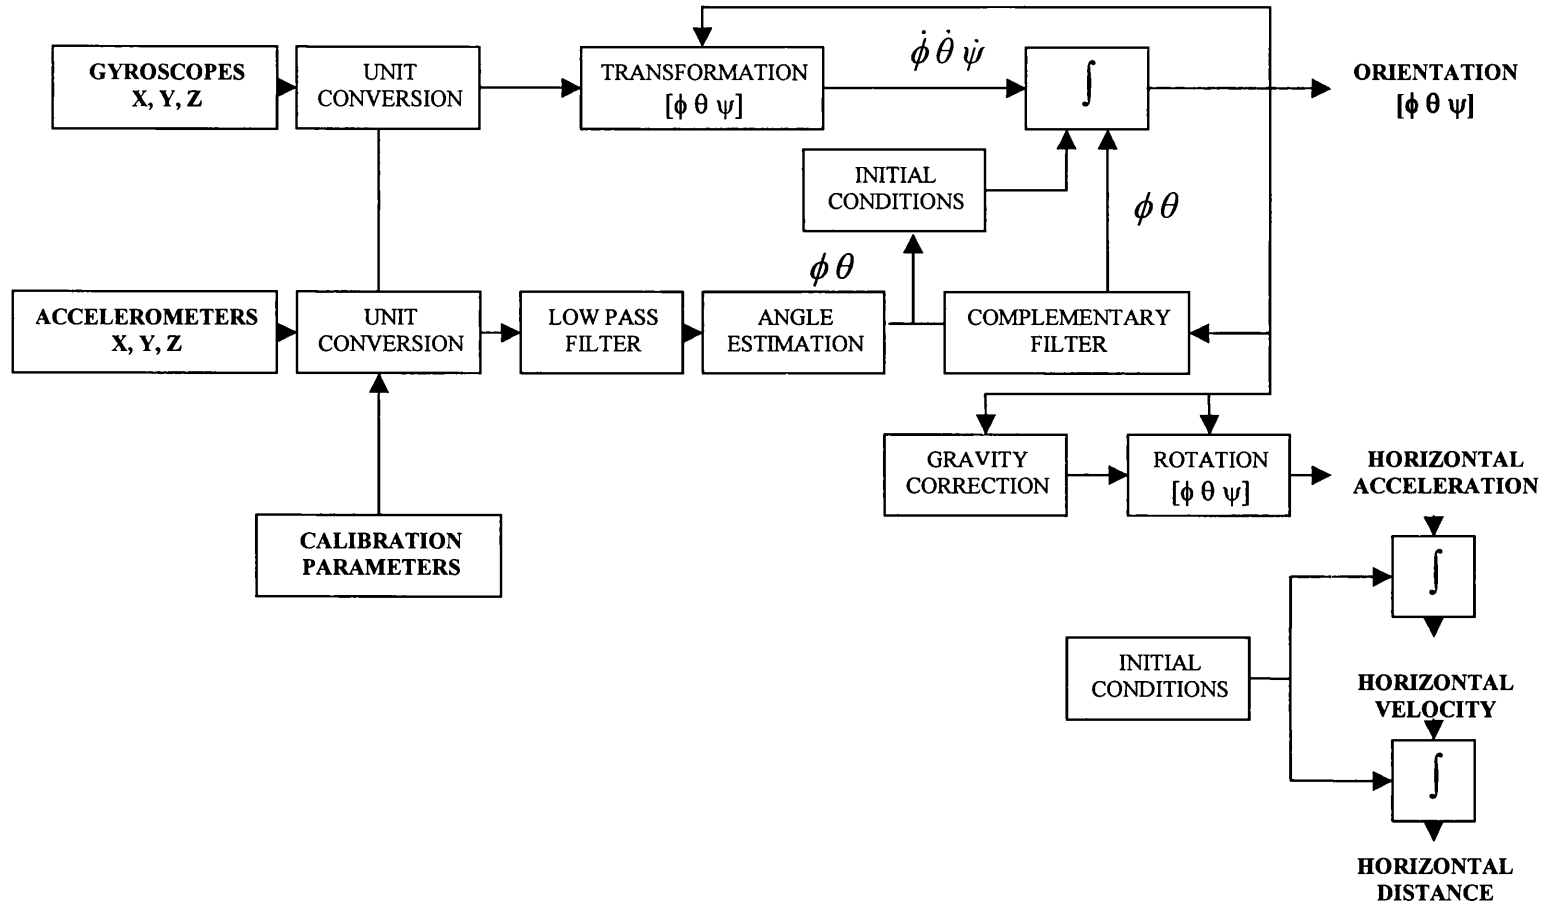 GYROSCOPES
X, Y, Z
UNIT
CONVERSION
TRANSFORMATION
[ϕ θ ψ]
ϕ̇ θ̇ ψ̇
∫
ORIENTATION
[ϕ θ ψ]
INITIAL
CONDITIONS
ϕ θ
ϕ θ
ACCELEROMETERS
X, Y, Z
UNIT
CONVERSION
LOW PASS
FILTER
ANGLE
ESTIMATION
COMPLEMENTARY
FILTER
GRAVITY
CORRECTION
ROTATION
[ϕ θ ψ]
HORIZONTAL
ACCELERATION
CALIBRATION
PARAMETERS
∫
INITIAL
CONDITIONS
HORIZONTAL
VELOCITY
∫
HORIZONTAL
DISTANCE